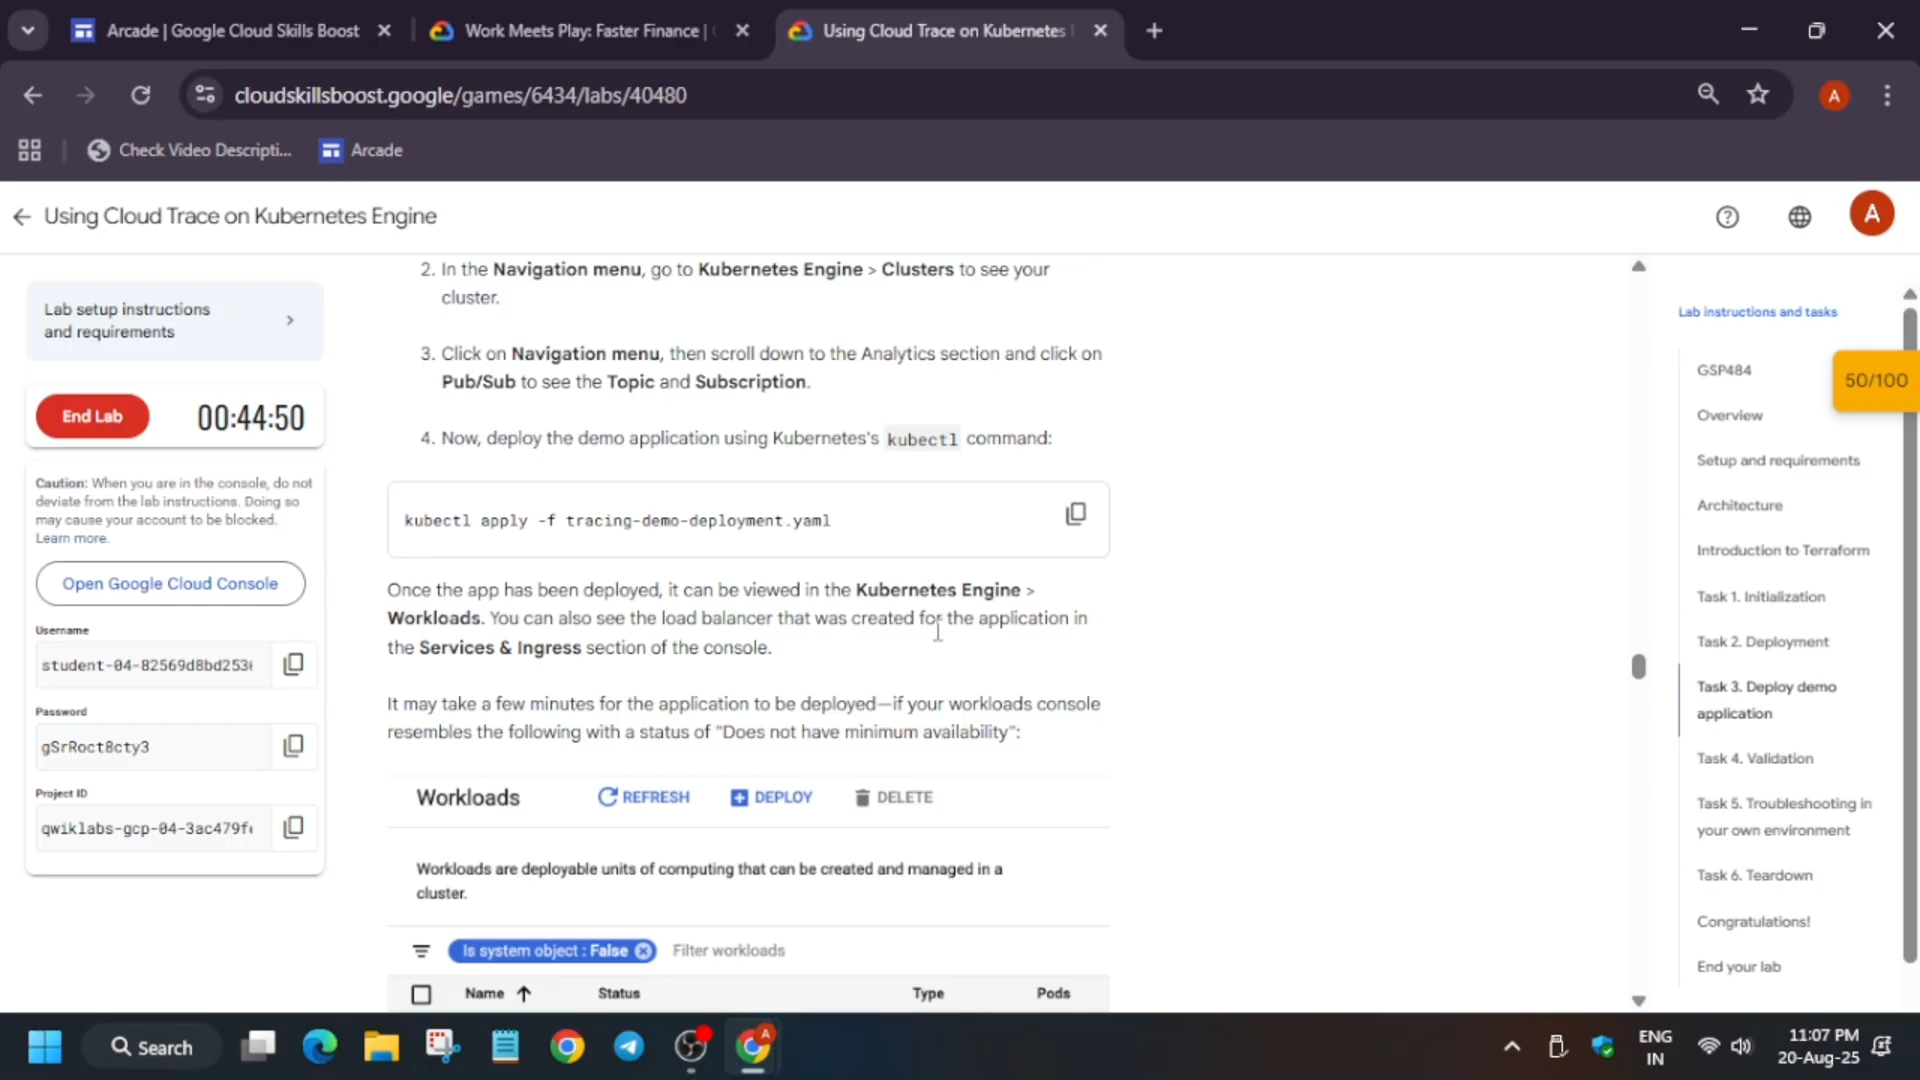 Arcade | Google Cloud Skills Boost
Work Meets Play: Faster Finance |
Using Cloud Trace on Kubernetes
cloudskillsboost.google/games/6434/labs/40480
A
Check Video Descripti...
Arcade
Using Cloud Trace on Kubernetes Engine
A
Lab setup instructions
and requirements
End Lab
00:44:50
Caution: When you are in the console, do not
deviate from the lab instructions. Doing so
may cause your account to be blocked.
Learn more.
Open Google Cloud Console
Username
student-04-82569d8bd253
Password
gSrRoct8cty3
Project ID
qwiklabs-gcp-04-3ac479f
2. In the Navigation menu, go to Kubernetes Engine > Clusters to see your
cluster.
3. Click on Navigation menu, then scroll down to the Analytics section and click on
Pub/Sub to see the Topic and Subscription.
4. Now, deploy the demo application using Kubernetes's kubectl command:
kubectl apply -f tracing-demo-deployment.yaml
Once the app has been deployed, it can be viewed in the Kubernetes Engine >
Workloads. You can also see the load balancer that was created for the application in
the Services & Ingress section of the console.
It may take a few minutes for the application to be deployed—if your workloads console
resembles the following with a status of "Does not have minimum availability":
Workloads
REFRESH
DEPLOY
DELETE
Workloads are deployable units of computing that can be created and managed in a
cluster.
Is system object : False
Filter workloads
Name
Status
Type
Pods
Lab instructions and tasks
GSP484
50/100
Overview
Setup and requirements
Architecture
Introduction to Terraform
Task 1. Initialization
Task 2. Deployment
Task 3. Deploy demo
application
Task 4. Validation
Task 5. Troubleshooting in
your own environment
Task 6. Teardown
Congratulations!
End your lab
Search
A
ENG
IN
11:07 PM
20-Aug-25